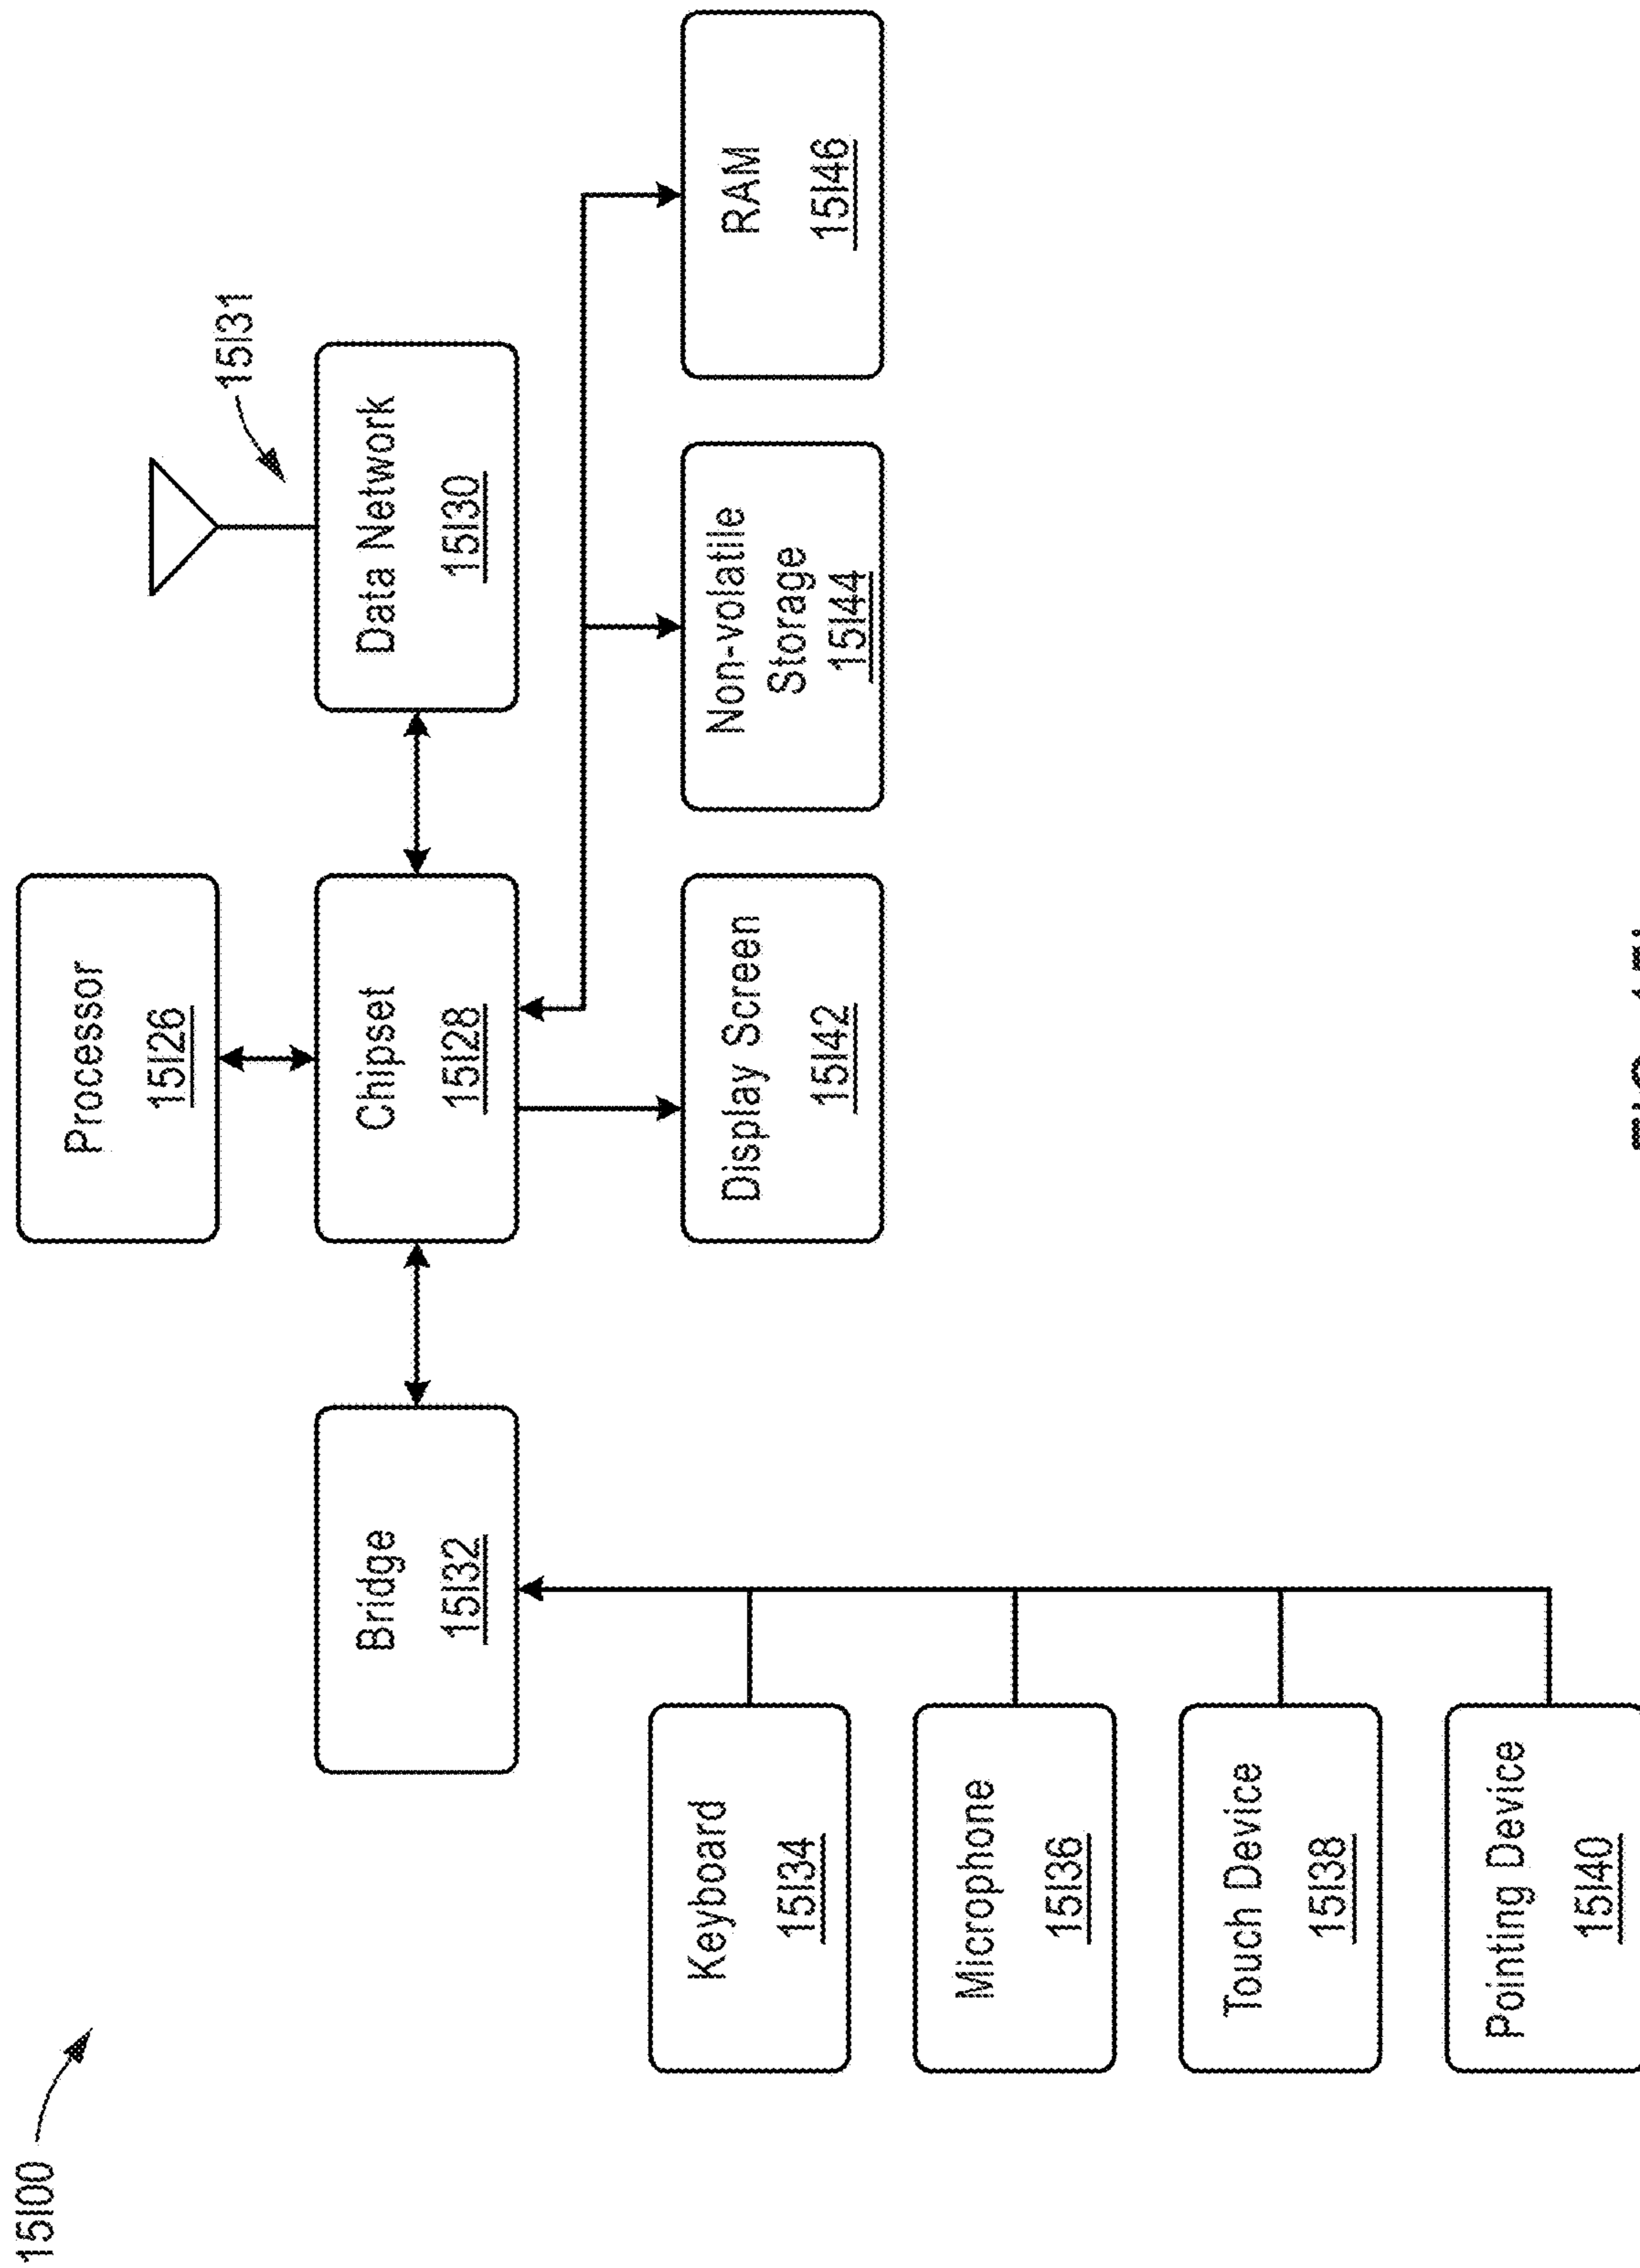 15I00
Processor
15I26
15I31
Bridge
15I32
Chipset
15I28
Data Network
15I30
Keyboard
15I34
Display Screen
15I42
Non-volatile
Storage
15I44
RAM
15I46
Microphone
15I36
Touch Device
15I38
Pointing Device
15I40